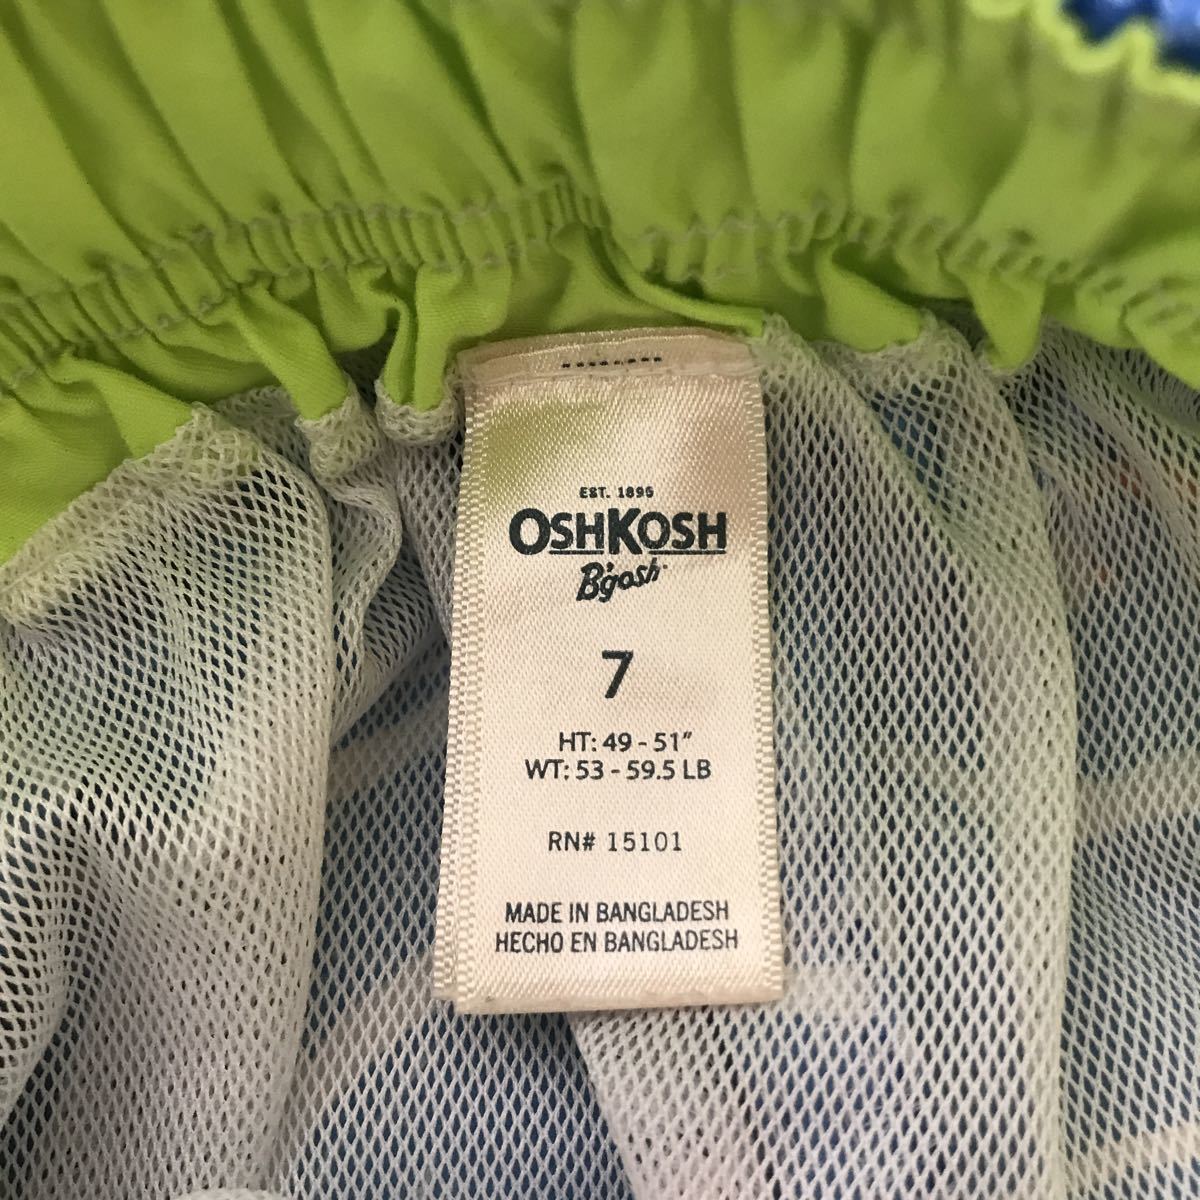 EST. 1895
OSHKOSH
B'gosh
7
HT: 49 - 51"
WT: 53 - 59.5 LB
RN# 15101
MADE IN BANGLADESH
HECHO EN BANGLADESH